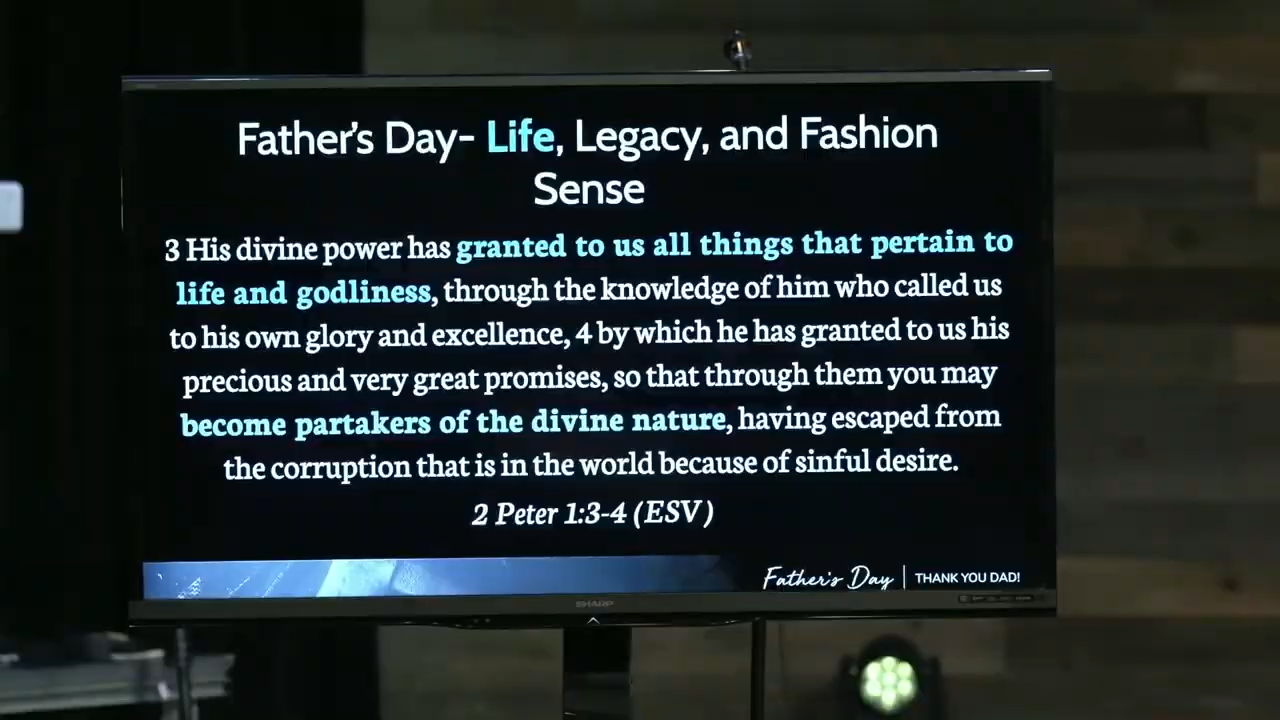 Father's Day- Life, Legacy, and Fashion
Sense
3 His divine power has granted to us all things that pertain to
life and godliness, through the knowledge of him who called us
to his own glory and excellence, 4 by which he has granted to us his
precious and very great promises, so that through them you may
become partakers of the divine nature, having escaped from
the corruption that is in the world because of sinful desire.
2 Peter 1:3-4 (ESV)
Father's Day | THANK YOU DAD!
SHARP